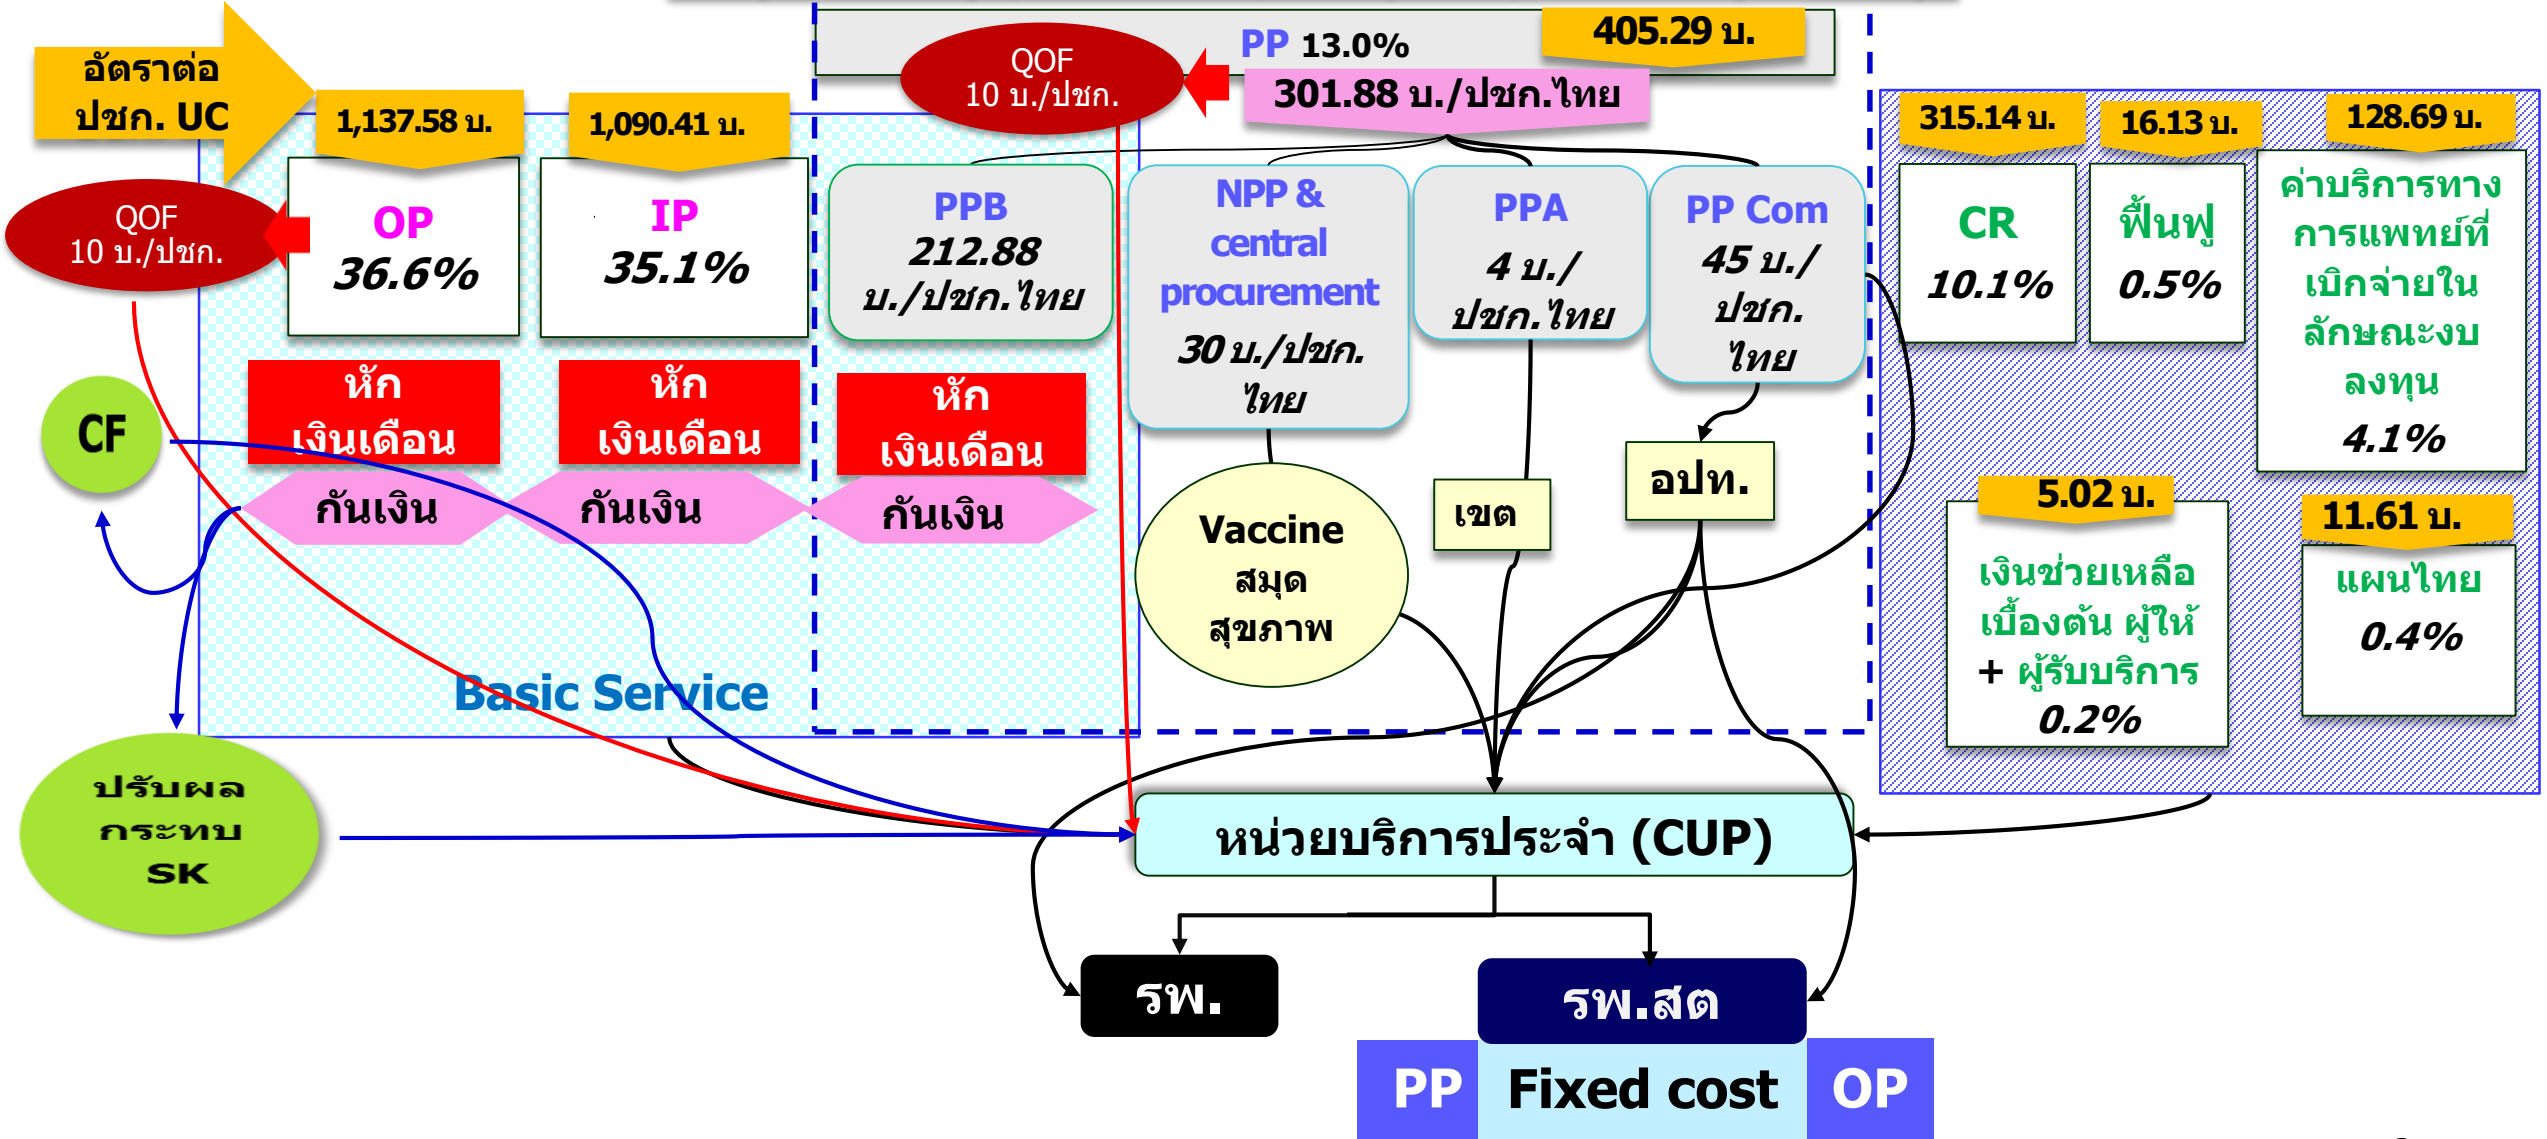 อัตราต่อ
ปชก. UC
QOF
10 บ./ปชก.
PP 13.0%
405.29 บ.
301.88 บ./ปชก.ไทย
1,137.58 บ.
1,090.41 บ.
315.14 บ.
16.13 บ.
128.69 บ.
QOF
10 บ./ปชก.
OP
36.6%
IP
35.1%
PPB
212.88
บ./ปชก.ไทย
NPP &
central
procurement
30 บ./ปชก.
ไทย
PPA
4 บ./
ปชก.ไทย
PP Com
45 บ./
ปชก.
ไทย
CR
10.1%
ฟื้นฟู
0.5%
ค่าบริการทาง
การแพทย์ที่
เบิกจ่ายใน
ลักษณะงบ
ลงทุน
4.1%
หัก
เงินเดือน
หัก
เงินเดือน
หัก
เงินเดือน
CF
กันเงิน
กันเงิน
กันเงิน
Vaccine
สมุด
สุขภาพ
เขต
อปท.
5.02 บ.
เงินช่วยเหลือ
เบื้องต้น ผู้ให้
+ ผู้รับบริการ
0.2%
11.61 บ.
แผนไทย
0.4%
Basic Service
ปรับผล
กระทบ
SK
หน่วยบริการประจำ (CUP)
รพ.
รพ.สต
PP
Fixed cost
OP